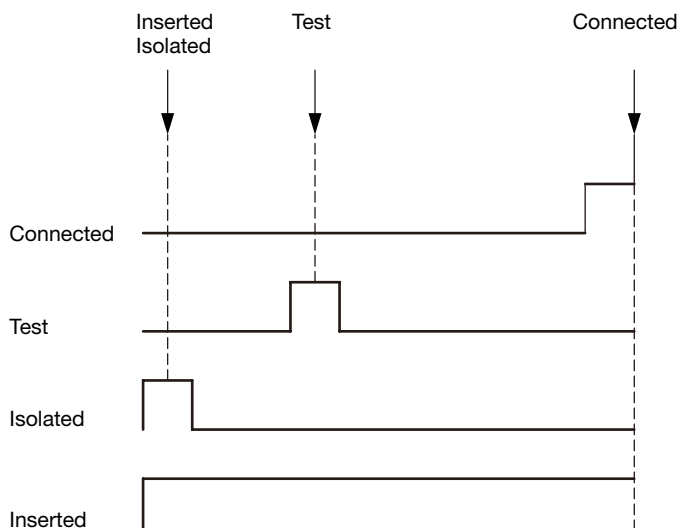 Inserted
Isolated
Test
Connected
Connected
Test
Isolated
Inserted